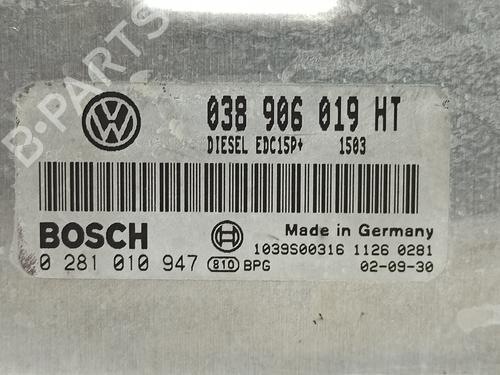 B-PARTS
038 906 019 HT
DIESEL EDC15P+ 1503
BOSCH
Made in Germany
1039S00316 1126 0281
0 281 010 947 810 BPG 02-09-30